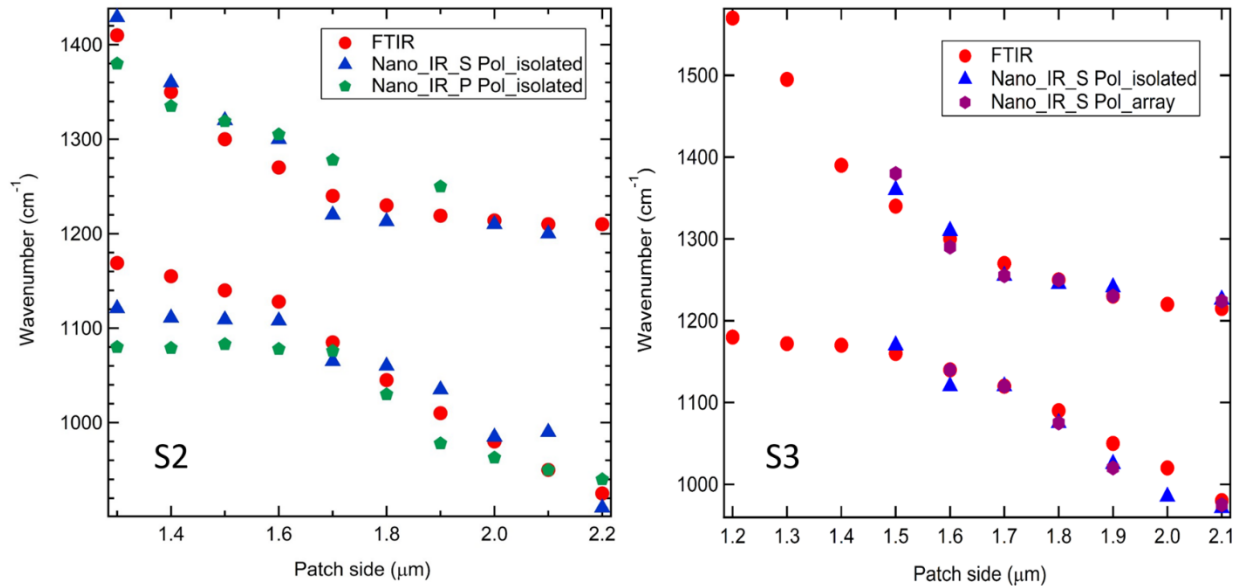 FTIR
Nano_IR_S Pol_isolated
Nano_IR_P Pol_isolated
1400
1300
1200
1100
1000
Wavenumber (cm-1)
S2
1.4 1.6 1.8 2.0 2.2
Patch side (μm)
FTIR
Nano_IR_S Pol_isolated
Nano_IR_S Pol_array
1500
1400
1300
1200
1100
1000
Wavenumber (cm-1)
S3
1.2 1.3 1.4 1.5 1.6 1.7 1.8 1.9 2.0 2.1
Patch side (μm)